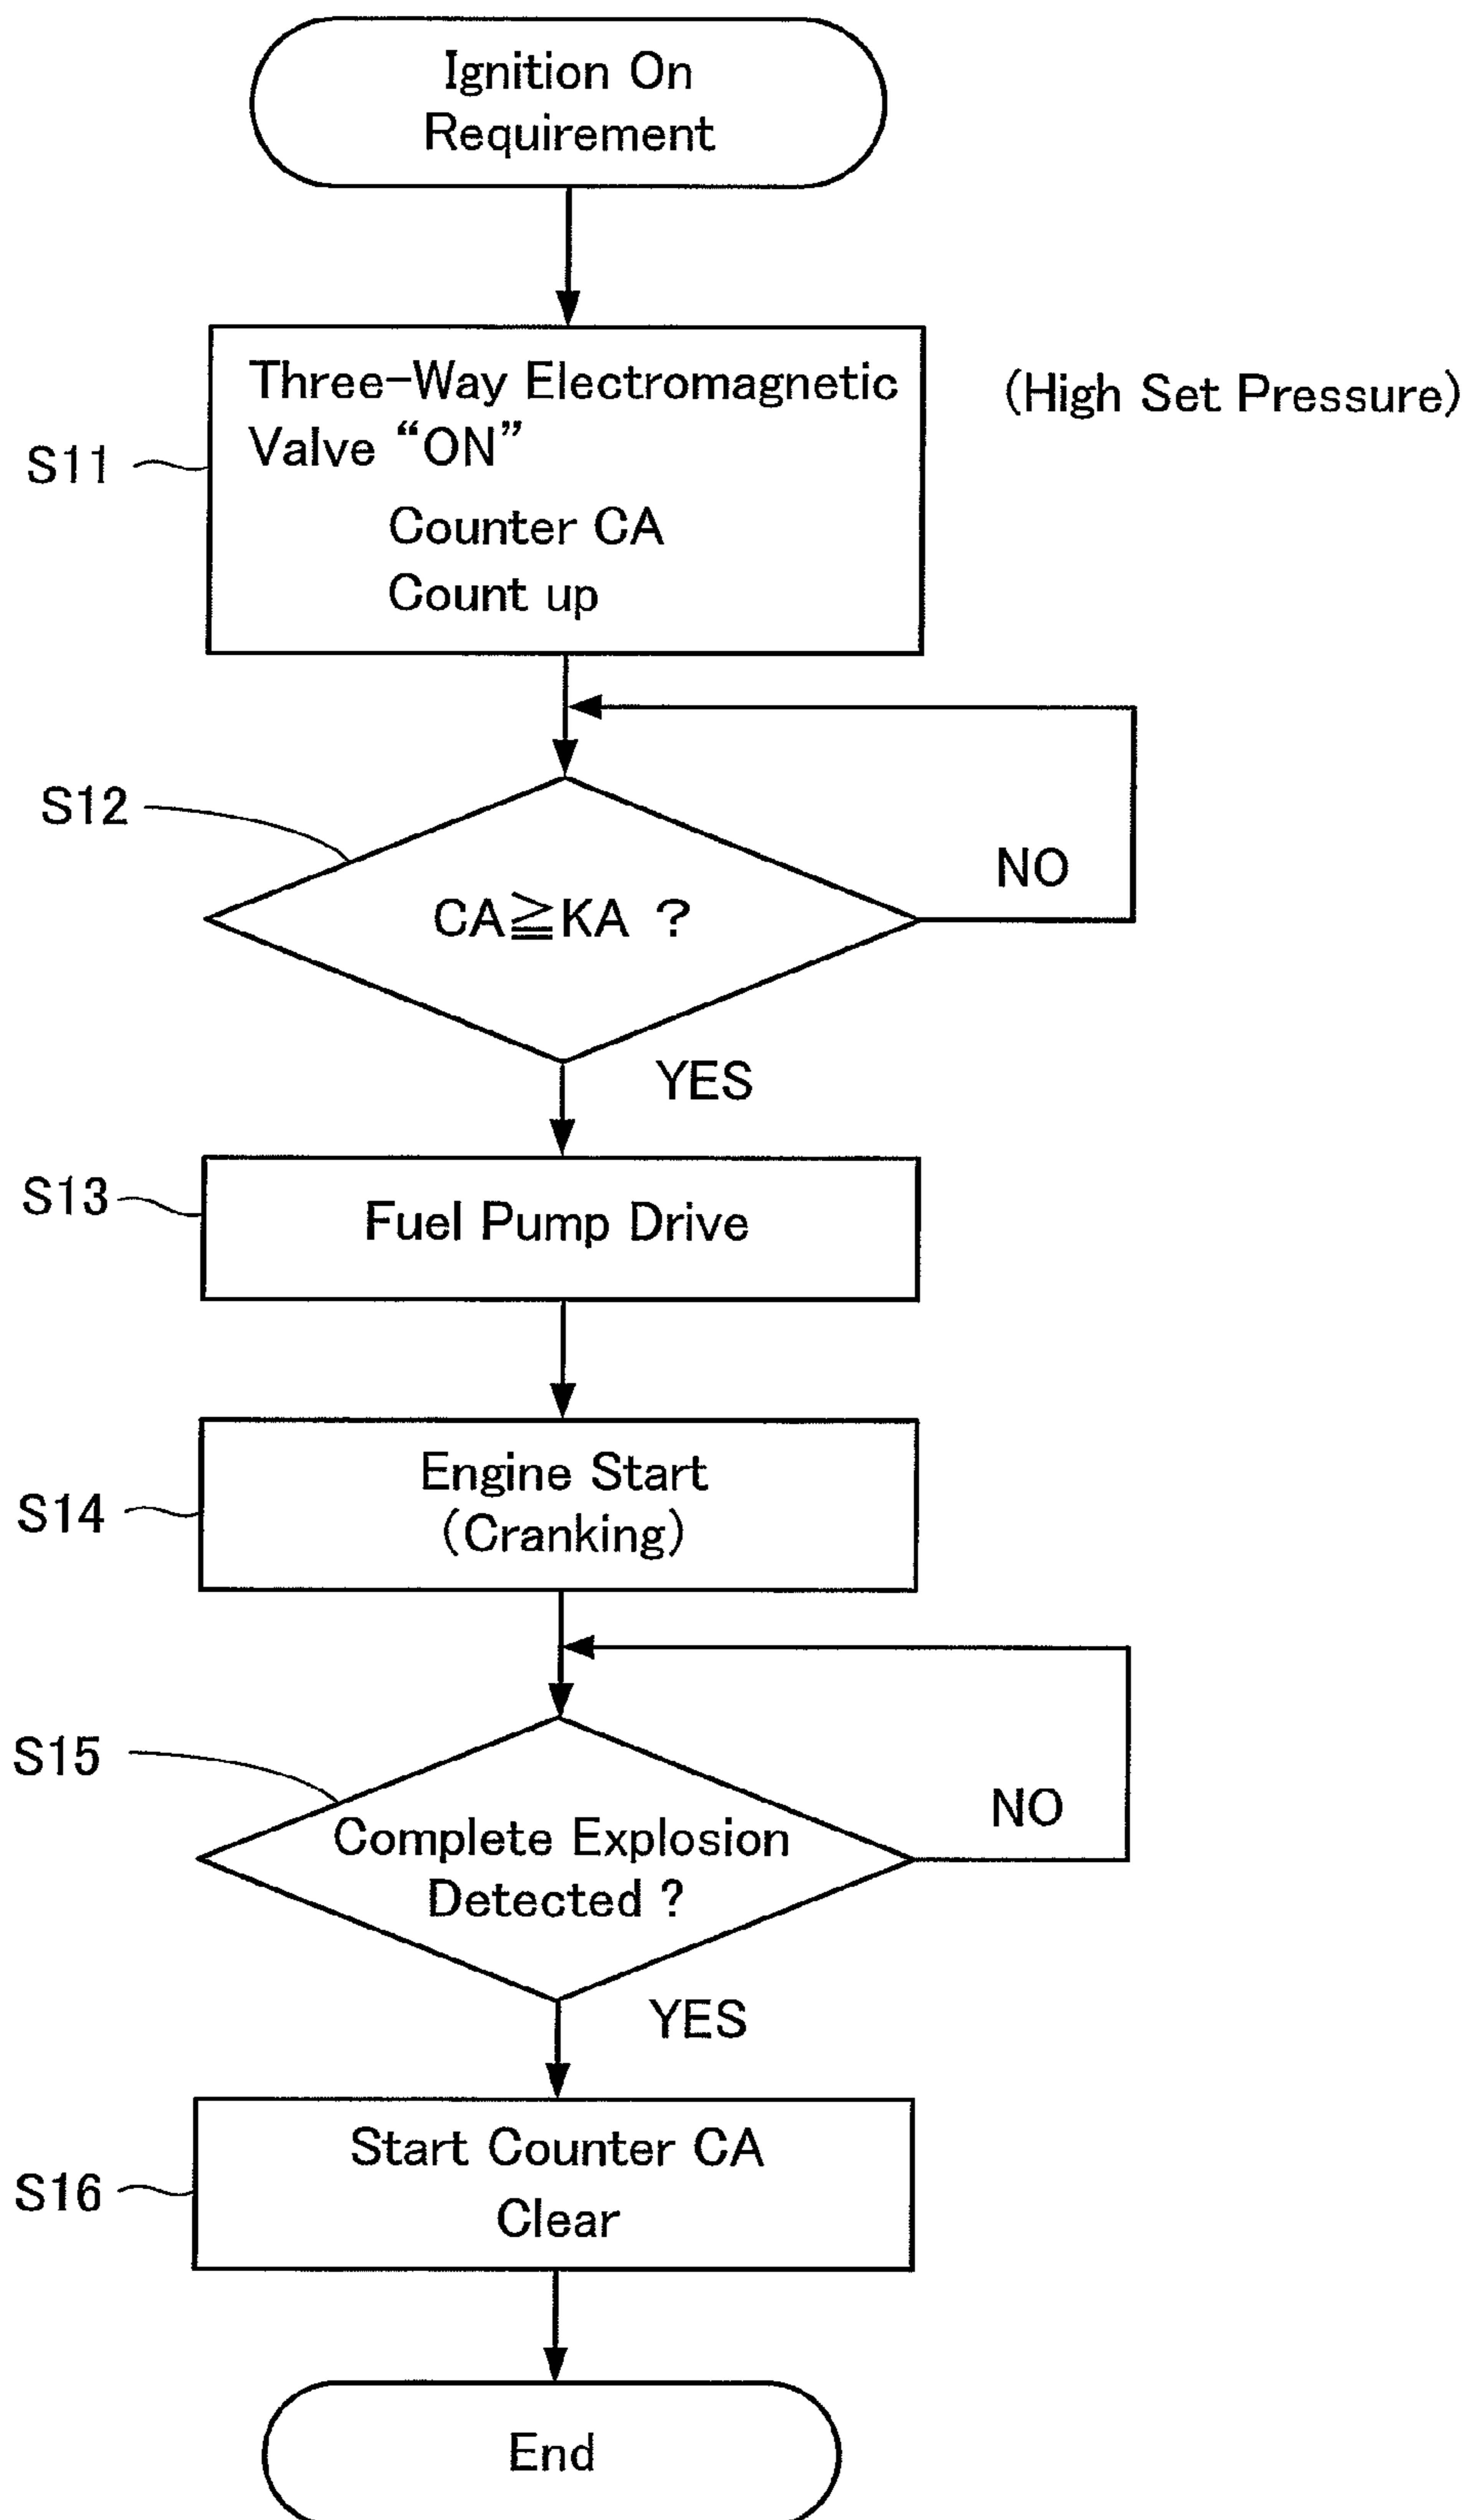 Ignition On
Requirement
Three-Way Electromagnetic
(High Set Pressure)
Valve “ON”
S11
Counter CA
Count up
S12
NO
CA≧KA ?
YES
S13
Fuel Pump Drive
Engine Start
S14
(Cranking)
S15
NO
Complete Explosion
Detected ?
YES
Start Counter CA
S16
Clear
End